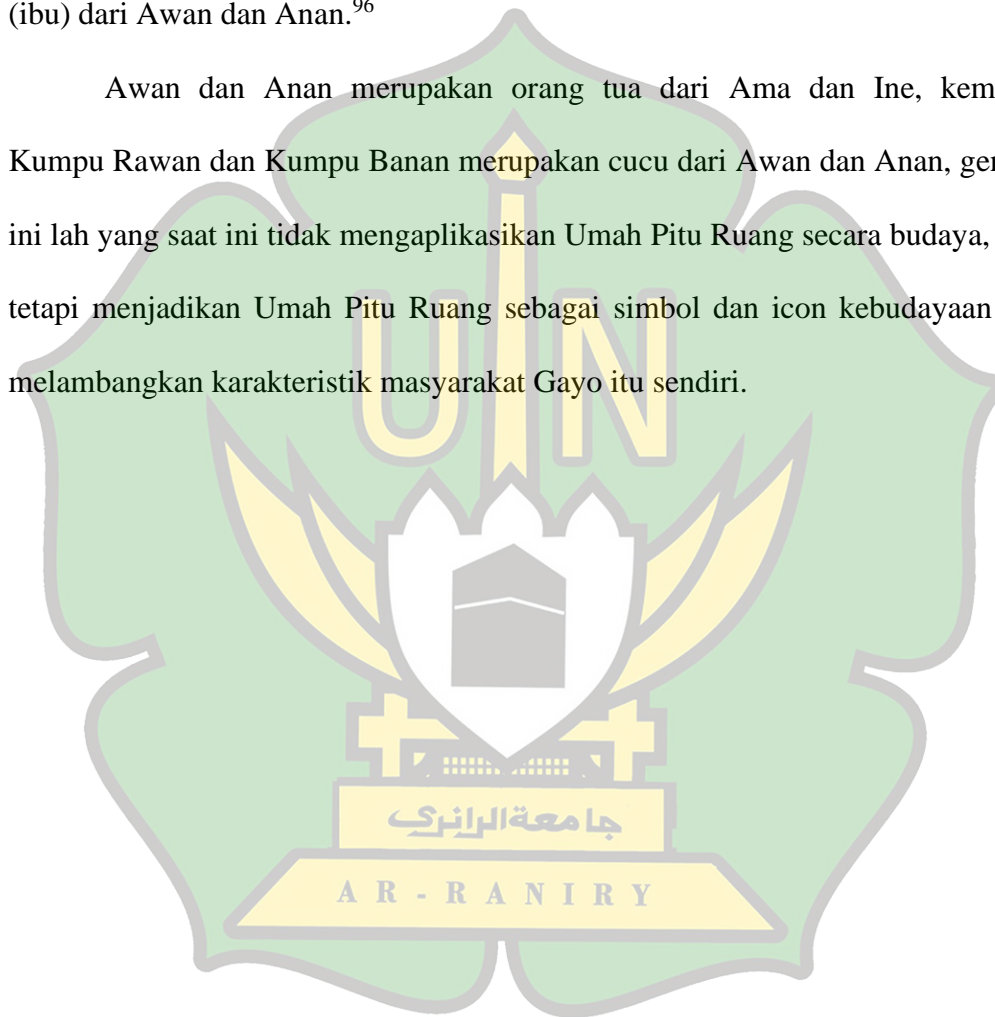 (ibu) dari Awan dan Anan.96
Awan dan Anan merupakan orang tua dari Ama dan Ine,
Kumpu Rawan dan Kumpu Banan merupakan cucu dari Awan dan Anan,
ini lah yang saat ini tidak mengaplikasikan Umah Pitu Ruang secara budaya,
tetapi menjadikan Umah Pitu Ruang sebagai simbol dan icon kebudayaan
melambangkan karakteristik masyarakat Gayo itu sendiri.
UIN
جامعة الرانري
AR-RANIRY